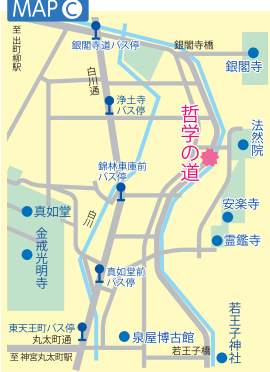 MAP C
至 出町柳駅
銀閣寺道バス停
銀閣寺橋
銀閣寺
白川通
浄土寺
バス停
哲学の道
法然院
錦林車庫前
バス停
安楽寺
真如堂
白川
霊鑑寺
金戒光明寺
真如堂前
バス停
若王子神社
東天王町バス停
丸太町通
泉屋博古館
若王子橋
至 神宮丸太町駅